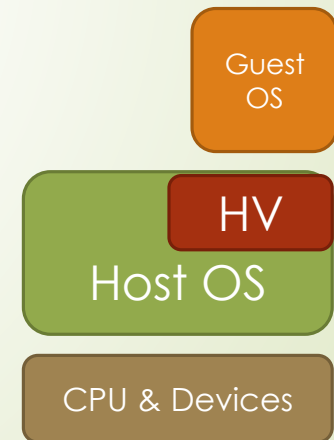 Guest
OS
HV
Host OS
CPU & Devices